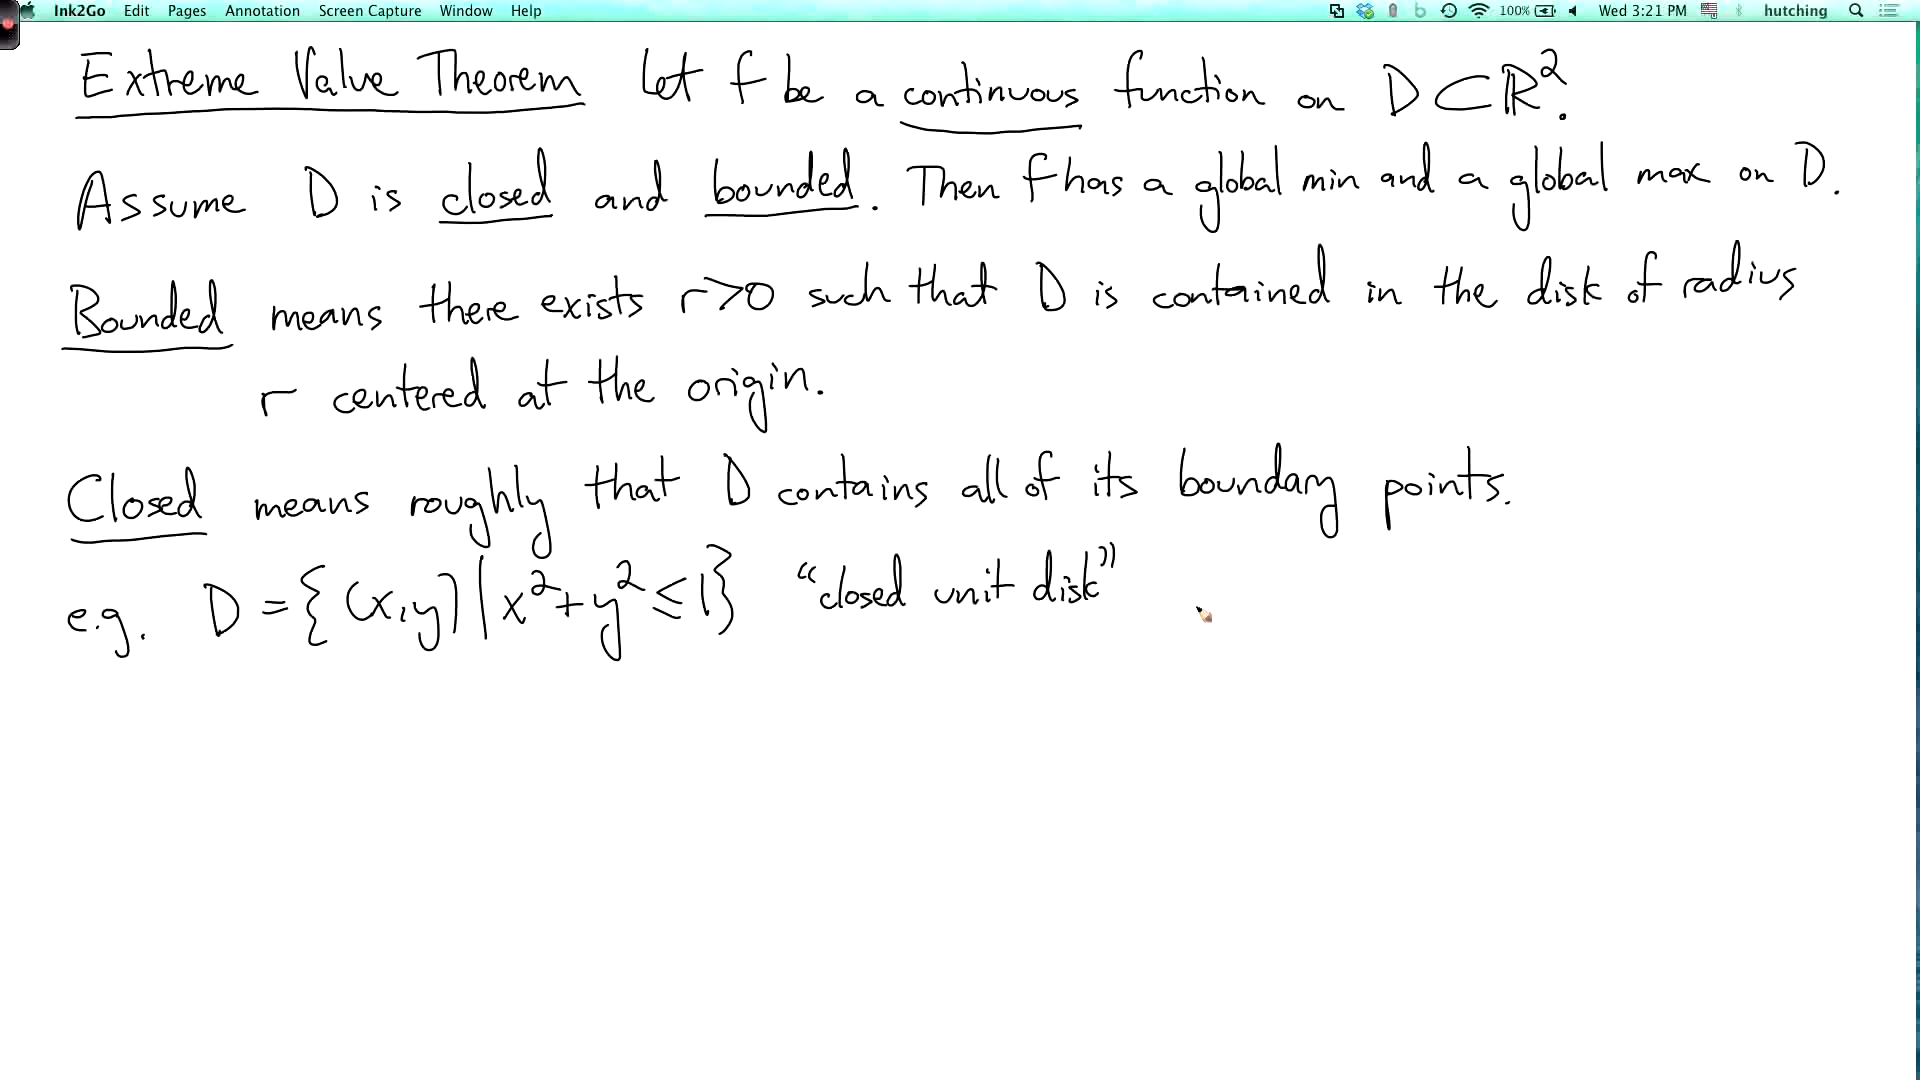 Ink2Go Edit Pages Annotation Screen Capture Window Help 100% Wed 3:21 PM hutching
Extreme Value Theorem Let f be a continuous function on D⊂ℝ².
Assume D is closed and bounded. Then f has a global min and a global max on D.
Bounded means there exists r>0 such that D is contained in the disk of radius
r centered at the origin.
Closed means roughly that D contains all of its boundary points.
e.g. D = {(x,y) | x²+y² ≤ 1} "closed unit disk"